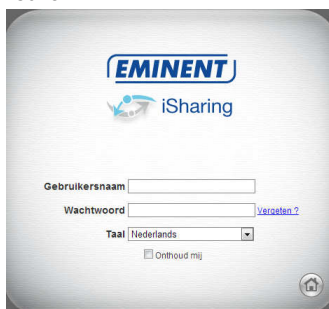 EMINENT
iSharing
Gebruikersnaam
Wachtwoord Vergeten ?
Taal Nederlands
Onthoud mij